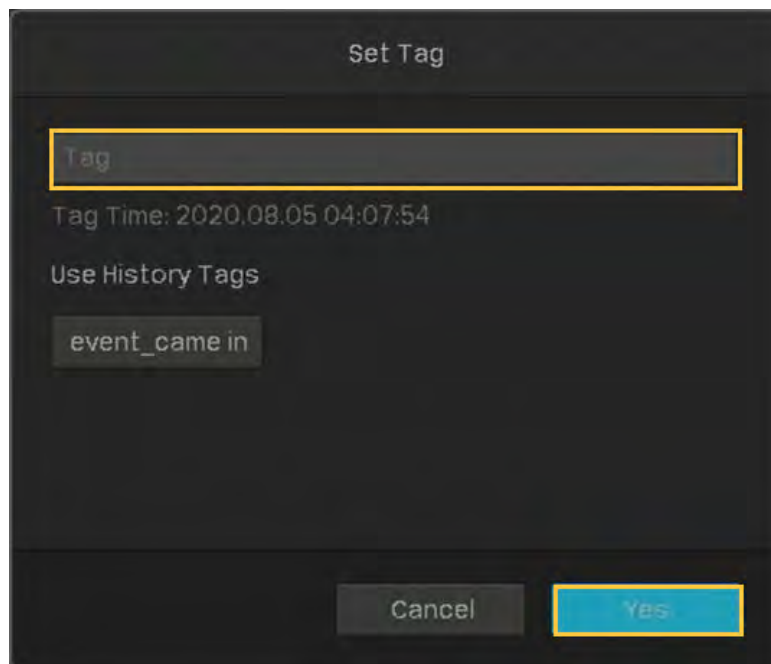 Set Tag
Tag
Tag Time: 2020.08.05 04:07:54
Use History Tags
event_came in
Cancel Yes